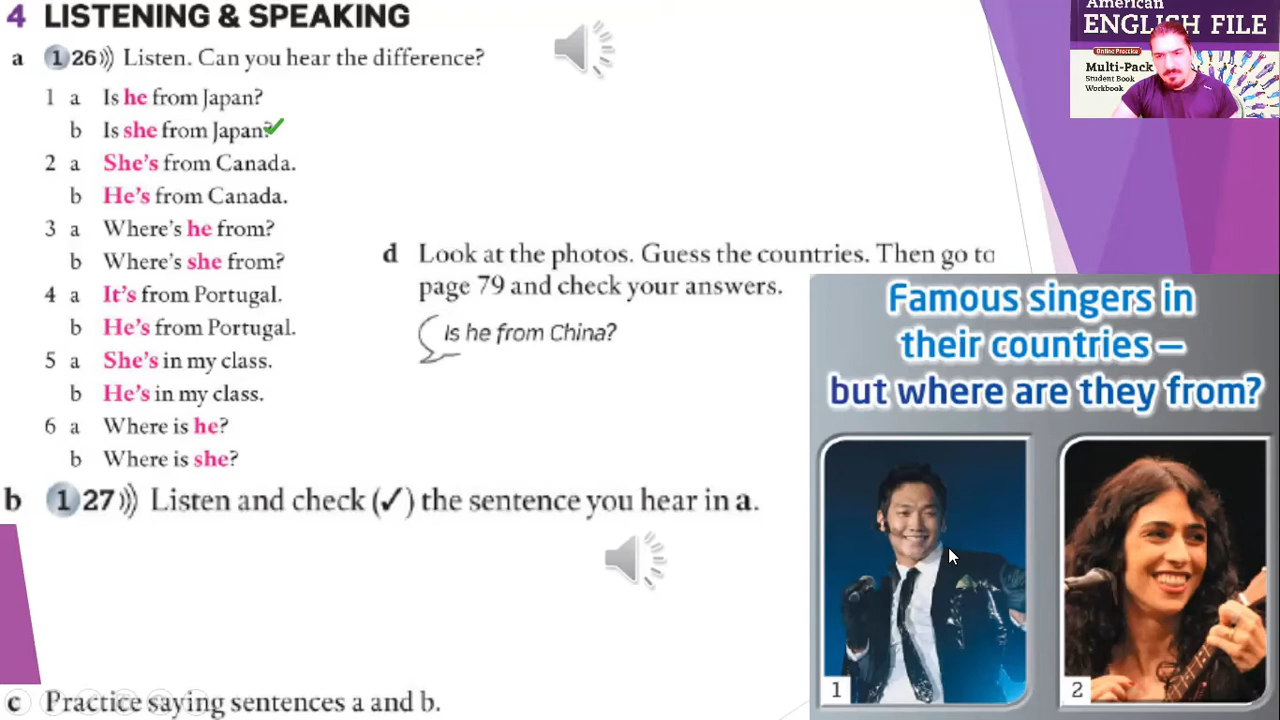 4 LISTENING & SPEAKING
a 1 26))) Listen. Can you hear the difference?
1 a Is he from Japan?
b Is she from Japan? ✓
2 a She's from Canada.
b He's from Canada.
3 a Where's he from?
b Where's she from?
4 a It's from Portugal.
b He's from Portugal.
5 a She's in my class.
b He's in my class.
6 a Where is he?
b Where is she?
b 1 27))) Listen and check (✓) the sentence you hear in a.
c Practice saying sentences a and b.
d Look at the photos. Guess the countries. Then go to
page 79 and check your answers.
Is he from China?
American
ENGLISH FILE
Online Practice
Multi-Pack
Student Book
Workbook
Famous singers in
their countries –
but where are they from?
1
2